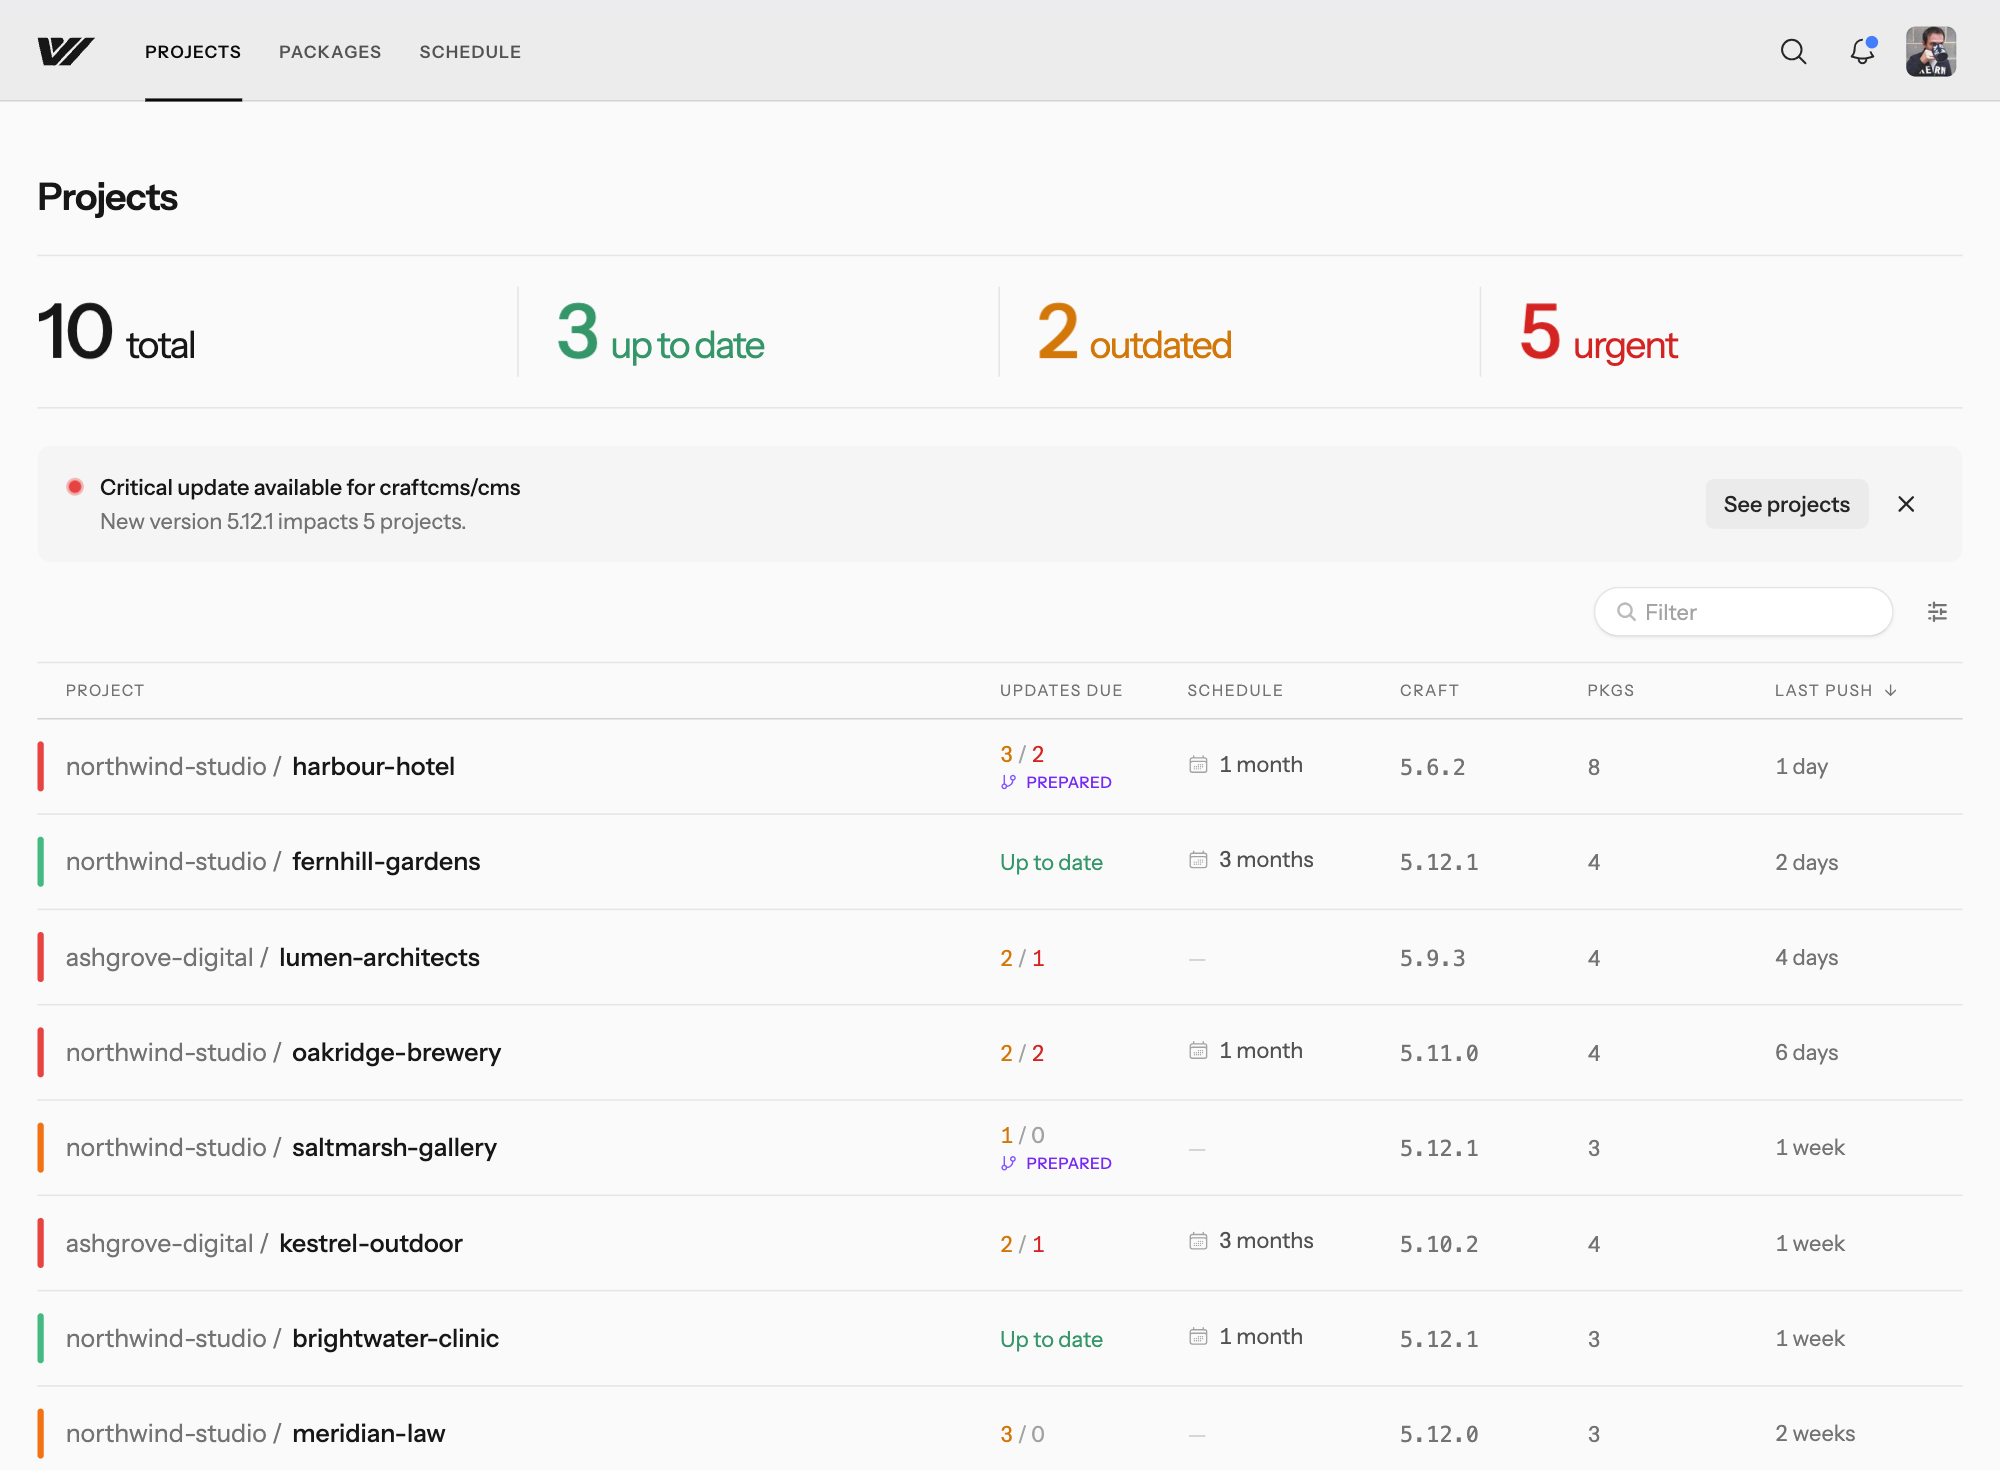 PROJECTS PACKAGES SCHEDULE
Projects
10 total
3 up to date
2 outdated
5 urgent
Critical update available for craftcms/cms
New version 5.12.1 impacts 5 projects.
See projects
Filter
PROJECT UPDATES DUE SCHEDULE CRAFT PKGS LAST PUSH ↓
northwind-studio / harbour-hotel 3 / 2 1 month 5.6.2 8 1 day
PREPARED
northwind-studio / fernhill-gardens Up to date 3 months 5.12.1 4 2 days
ashgrove-digital / lumen-architects 2 / 1 — 5.9.3 4 4 days
northwind-studio / oakridge-brewery 2 / 2 1 month 5.11.0 4 6 days
northwind-studio / saltmarsh-gallery 1 / 0 — 5.12.1 3 1 week
PREPARED
ashgrove-digital / kestrel-outdoor 2 / 1 3 months 5.10.2 4 1 week
northwind-studio / brightwater-clinic Up to date 1 month 5.12.1 3 1 week
northwind-studio / meridian-law 3 / 0 — 5.12.0 3 2 weeks